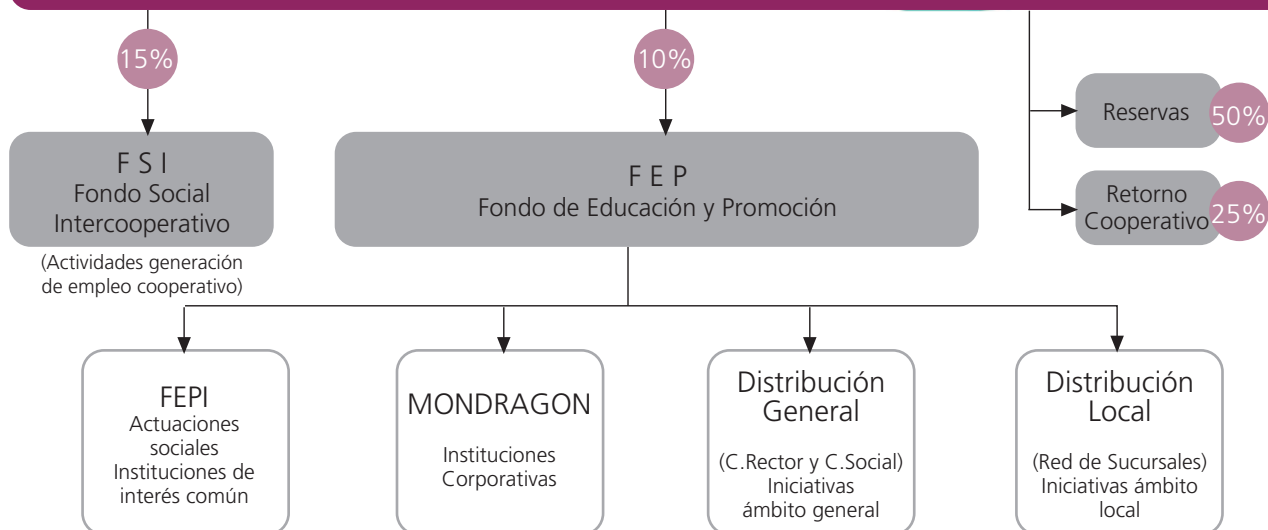 15%
10%
Reservas
50%
F S I
Fondo Social
Intercooperativo
F E P
Fondo de Educación y Promoción
Retorno
Cooperativo
25%
(Actividades generación
de empleo cooperativo)
FEPI
Actuaciones
sociales
Instituciones de
interés común
MONDRAGON
Instituciones
Corporativas
Distribución
General
(C.Rector y C.Social)
Iniciativas
ámbito general
Distribución
Local
(Red de Sucursales)
Iniciativas ámbito
local